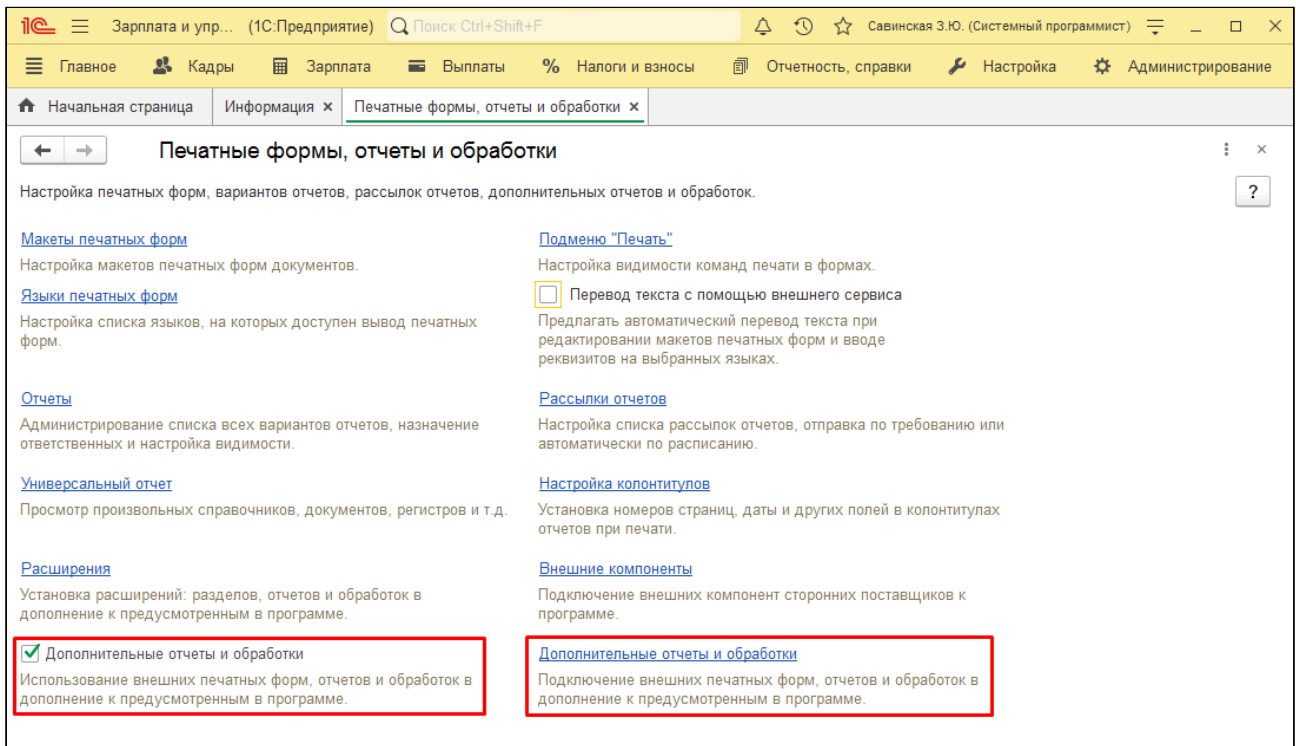 1С Зарплата и упр... (1С:Предприятие) Поиск Ctrl+Shift+F Савинская З.Ю. (Системный программист)
Главное Кадры Зарплата Выплаты % Налоги и взносы Отчетность, справки Настройка Администрирование
Начальная страница Информация × Печатные формы, отчеты и обработки ×
Печатные формы, отчеты и обработки
Настройка печатных форм, вариантов отчетов, рассылок отчетов, дополнительных отчетов и обработок. ?
Макеты печатных форм
Настройка макетов печатных форм документов.
Подменю "Печать"
Настройка видимости команд печати в формах.
Языки печатных форм
Настройка списка языков, на которых доступен вывод печатных
форм.
Перевод текста с помощью внешнего сервиса
Предлагать автоматический перевод текста при
редактировании макетов печатных форм и вводе
реквизитов на выбранных языках.
Отчеты
Администрирование списка всех вариантов отчетов, назначение
ответственных и настройка видимости.
Рассылки отчетов
Настройка списка рассылок отчетов, отправка по требованию или
автоматически по расписанию.
Универсальный отчет
Просмотр произвольных справочников, документов, регистров и т.д.
Настройка колонтитулов
Установка номеров страниц, даты и других полей в колонтитулах
отчетов при печати.
Расширения
Установка расширений: разделов, отчетов и обработок в
дополнение к предусмотренным в программе.
Внешние компоненты
Подключение внешних компонент сторонних поставщиков к
программе.
Дополнительные отчеты и обработки
Использование внешних печатных форм, отчетов и обработок в
дополнение к предусмотренным в программе.
Дополнительные отчеты и обработки
Подключение внешних печатных форм, отчетов и обработок в
дополнение к предусмотренным в программе.